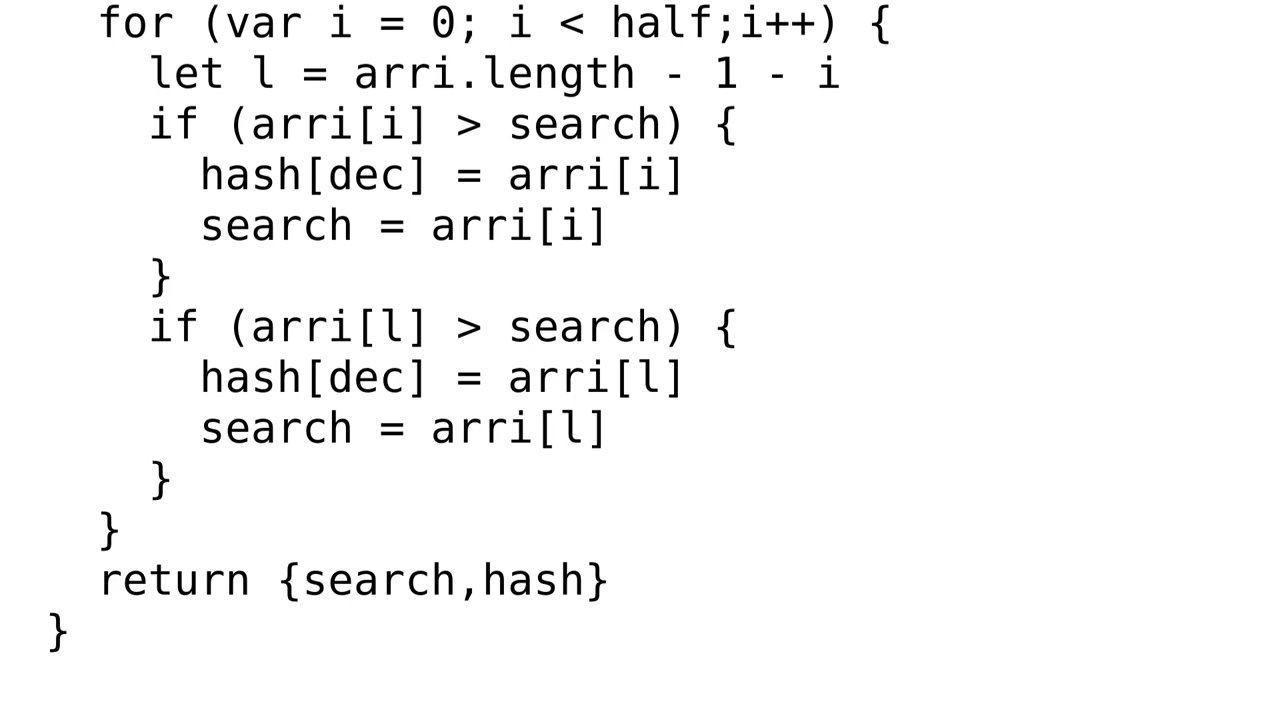 for (var i = 0; i < half;i++) {
let l = arri.length - 1 - i
if (arri[i] > search) {
hash[dec] = arri[i]
search = arri[i]
}
if (arri[l] > search) {
hash[dec] = arri[l]
search = arri[l]
}
}
return {search,hash}
}